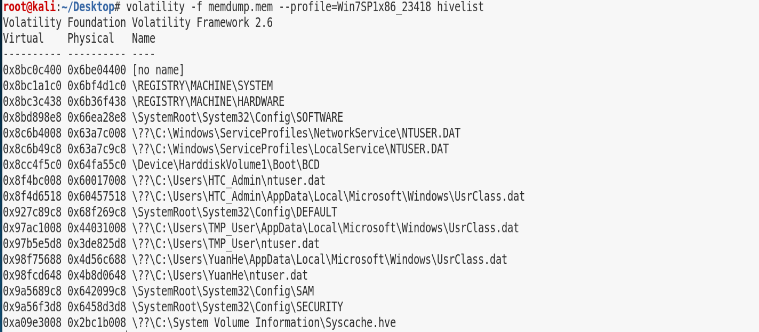 root@kali:~/Desktop# volatility -f memdump.mem --profile=Win7SP1x86_23418 hivelist
Volatility Foundation Volatility Framework 2.6
Virtual    Physical   Name
---------- ---------- ----
0x8bc0c400 0x6be04400 [no name]
0x8bc1a1c0 0x6bf4d1c0 \REGISTRY\MACHINE\SYSTEM
0x8bc3c438 0x6b36f438 \REGISTRY\MACHINE\HARDWARE
0x8bd898e8 0x66ea28e8 \SystemRoot\System32\Config\SOFTWARE
0x8c6b4008 0x63a7c008 \??\C:\Windows\ServiceProfiles\NetworkService\NTUSER.DAT
0x8c6b49c8 0x63a7c9c8 \??\C:\Windows\ServiceProfiles\LocalService\NTUSER.DAT
0x8cc4f5c0 0x64fa55c0 \Device\HarddiskVolume1\Boot\BCD
0x8f4bc008 0x60017008 \??\C:\Users\HTC_Admin\ntuser.dat
0x8f4d6518 0x60457518 \??\C:\Users\HTC_Admin\AppData\Local\Microsoft\Windows\UsrClass.dat
0x927c89c8 0x68f269c8 \SystemRoot\System32\Config\DEFAULT
0x97ac1008 0x44031008 \??\C:\Users\TMP_User\AppData\Local\Microsoft\Windows\UsrClass.dat
0x97b5e5d8 0x3de825d8 \??\C:\Users\TMP_User\ntuser.dat
0x98f75688 0x4d56c688 \??\C:\Users\YuanHe\AppData\Local\Microsoft\Windows\UsrClass.dat
0x98fcd648 0x4b8d0648 \??\C:\Users\YuanHe\ntuser.dat
0x9a5689c8 0x642099c8 \SystemRoot\System32\Config\SAM
0x9a56f3d8 0x6458d3d8 \SystemRoot\System32\Config\SECURITY
0xa09e3008 0x2bc1b008 \??\C:\System Volume Information\Syscache.hve